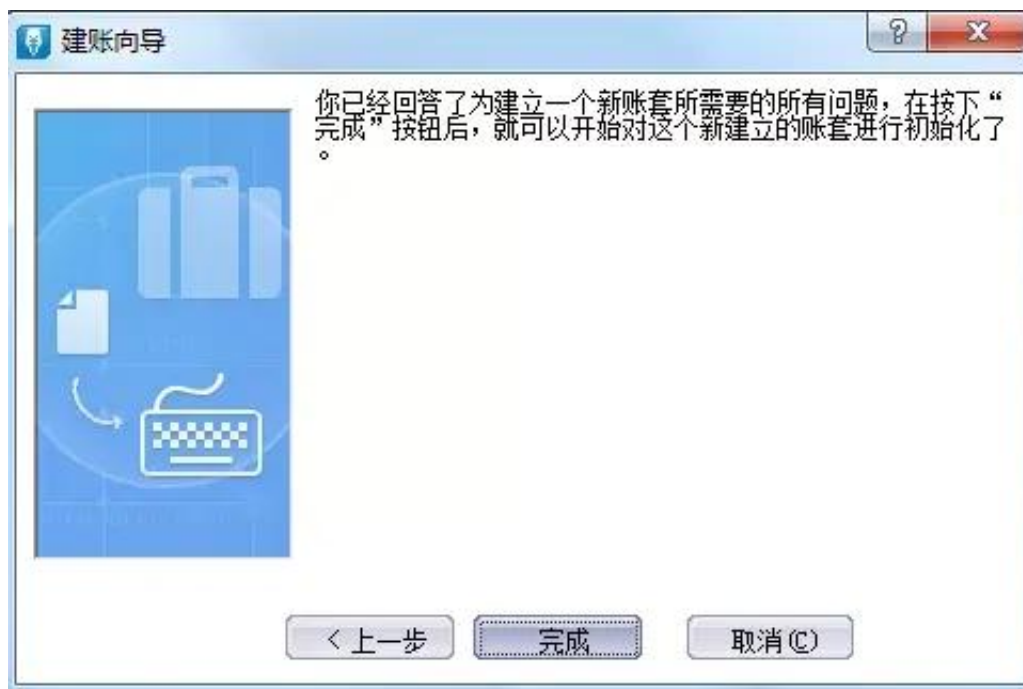 建账向导
你已经回答了为建立一个新账套所需要的所有问题，在按下“
完成”按钮后，就可以开始对这个新建立的账套进行初始化了
。
<上一步
完成
取消(C)